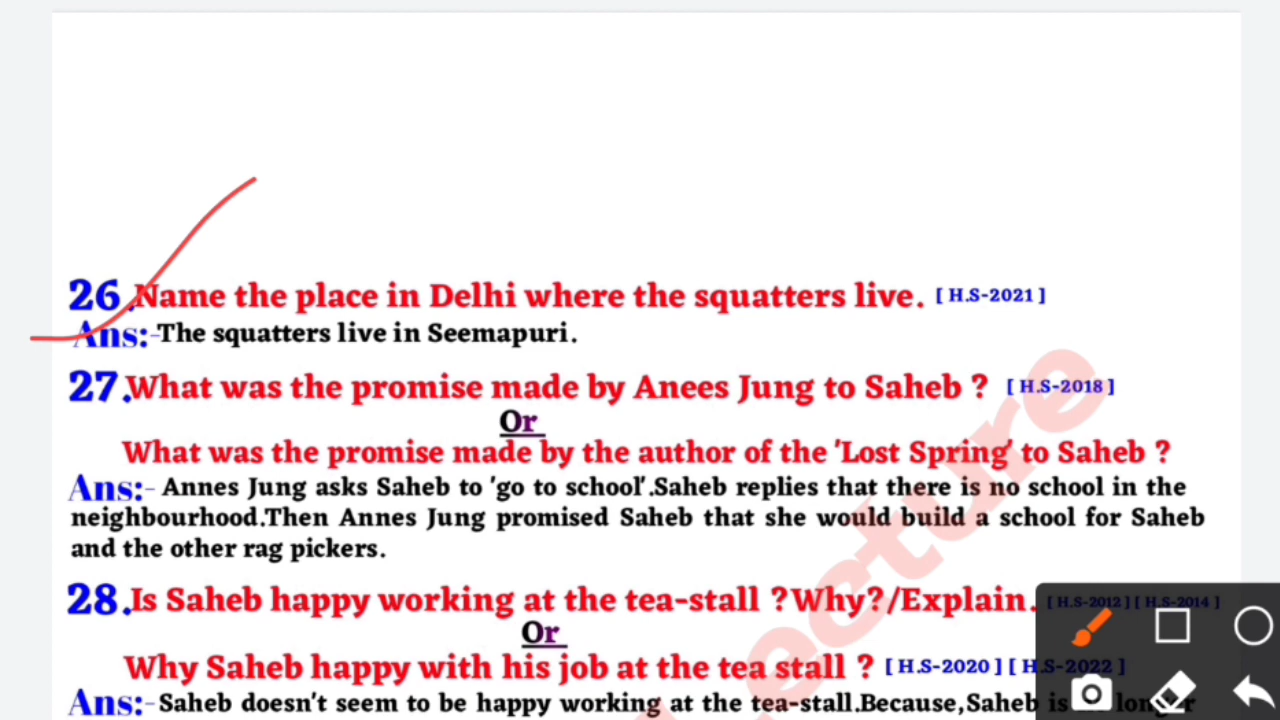 26.Name the place in Delhi where the squatters live. [ H.S-2021 ]
Ans:-The squatters live in Seemapuri.
27.What was the promise made by Anees Jung to Saheb ? [ H.S-2018 ]
Or
What was the promise made by the author of the 'Lost Spring' to Saheb ?
Ans:- Annes Jung asks Saheb to 'go to school'.Saheb replies that there is no school in the
neighbourhood.Then Annes Jung promised Saheb that she would build a school for Saheb
and the other rag pickers.
28.Is Saheb happy working at the tea-stall ?Why?/Explain. [ H.S-2012 ] [ H.S-2014 ]
Or
Why Saheb happy with his job at the tea stall ? [ H.S-2020 ] [ H.S-2022 ]
Ans:-Saheb doesn't seem to be happy working at the tea-stall.Because,Saheb is longer
Lecture